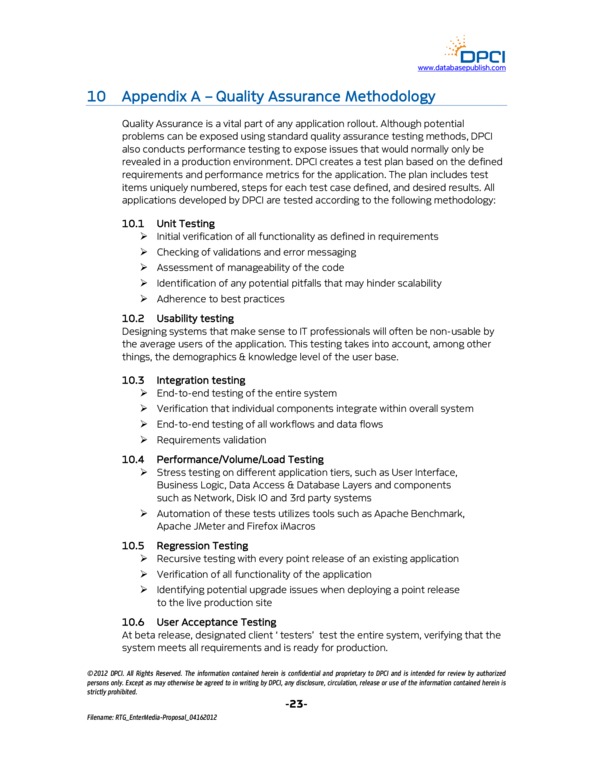 DPCI
www.databasepublish.com
10 Appendix A – Quality Assurance Methodology
Quality Assurance is a vital part of any application rollout. Although potential
problems can be exposed using standard quality assurance testing methods, DPCI
also conducts performance testing to expose issues that would normally only be
revealed in a production environment. DPCI creates a test plan based on the defined
requirements and performance metrics for the application. The plan includes test
items uniquely numbered, steps for each test case defined, and desired results. All
applications developed by DPCI are tested according to the following methodology:
10.1 Unit Testing
➢ Initial verification of all functionality as defined in requirements
➢ Checking of validations and error messaging
➢ Assessment of manageability of the code
➢ Identification of any potential pitfalls that may hinder scalability
➢ Adherence to best practices
10.2 Usability testing
Designing systems that make sense to IT professionals will often be non-usable by
the average users of the application. This testing takes into account, among other
things, the demographics & knowledge level of the user base.
10.3 Integration testing
➢ End-to-end testing of the entire system
➢ Verification that individual components integrate within overall system
➢ End-to-end testing of all workflows and data flows
➢ Requirements validation
10.4 Performance/Volume/Load Testing
➢ Stress testing on different application tiers, such as User Interface,
Business Logic, Data Access & Database Layers and components
such as Network, Disk IO and 3rd party systems
➢ Automation of these tests utilizes tools such as Apache Benchmark,
Apache JMeter and Firefox iMacros
10.5 Regression Testing
➢ Recursive testing with every point release of an existing application
➢ Verification of all functionality of the application
➢ Identifying potential upgrade issues when deploying a point release
to the live production site
10.6 User Acceptance Testing
At beta release, designated client ‘ testers’ test the entire system, verifying that the
system meets all requirements and is ready for production.
©2012 DPCI. All Rights Reserved. The information contained herein is confidential and proprietary to DPCI and is intended for review by authorized
persons only. Except as may otherwise be agreed to in writing by DPCI, any disclosure, circulation, release or use of the information contained herein is
strictly prohibited.
-23-
Filename: RTG_EnterMedia-Proposal_04162012